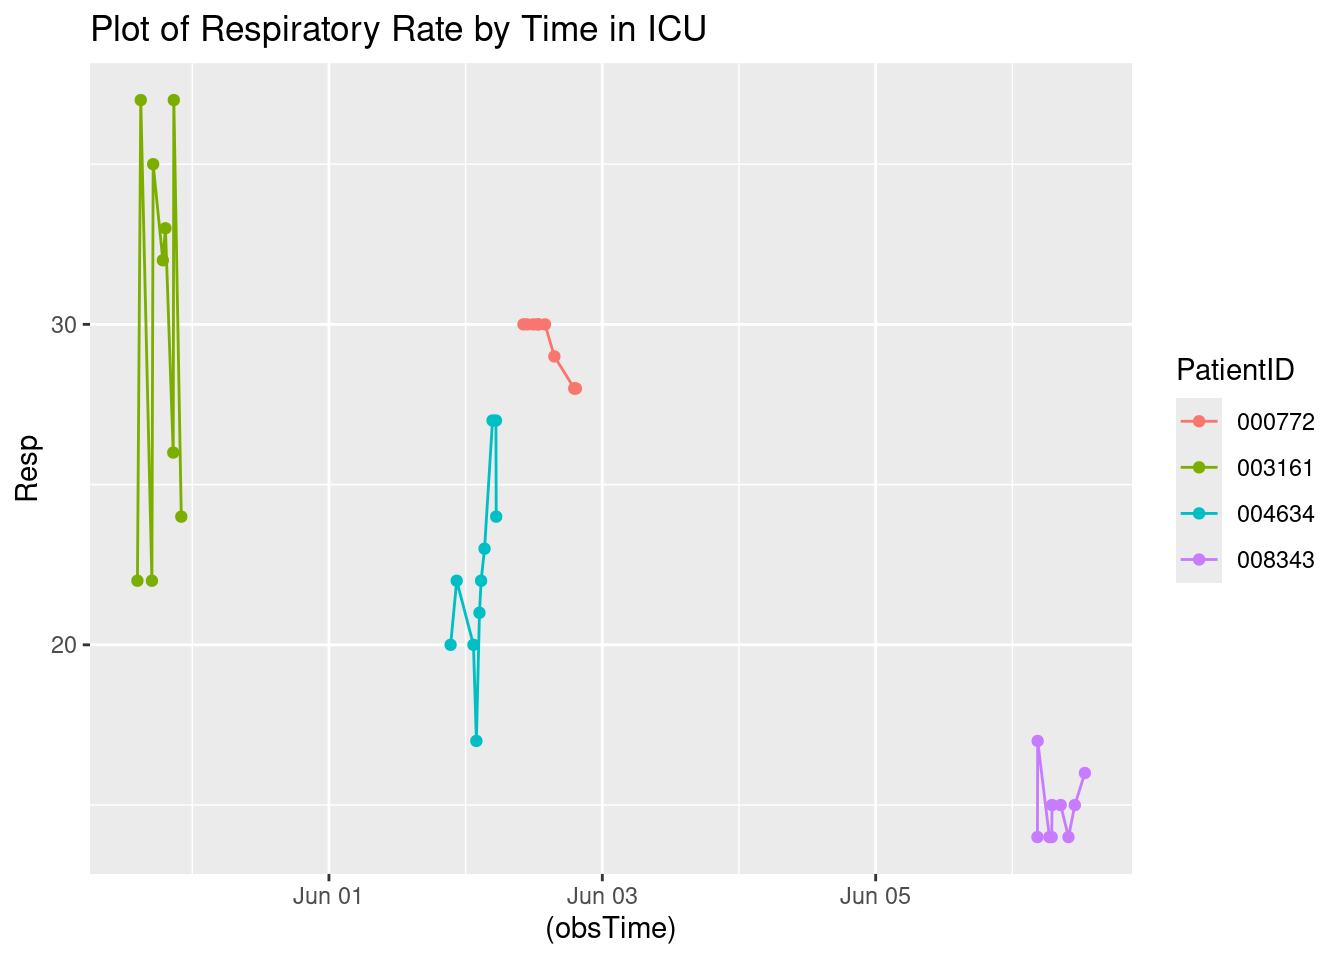 Plot of Respiratory Rate by Time in ICU
Resp
30
20
Jun 01
Jun 03
Jun 05
(obsTime)
PatientID
000772
003161
004634
008343